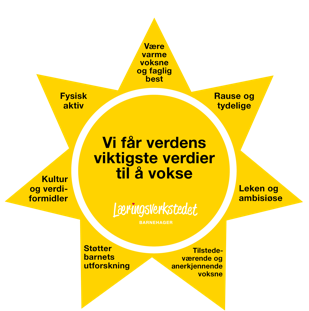 Være
varme
voksne
og faglig
best
Fysisk
aktiv
Rause og
tydelige
Vi får verdens
viktigste verdier
til å vokse
Læringsverkstedet
BARNEHAGER
Kultur
og verdi-
formidler
Leken og
ambisiøse
Støtter
barnets
utforskning
Tilstede-
værende og
anerkjennende
voksne